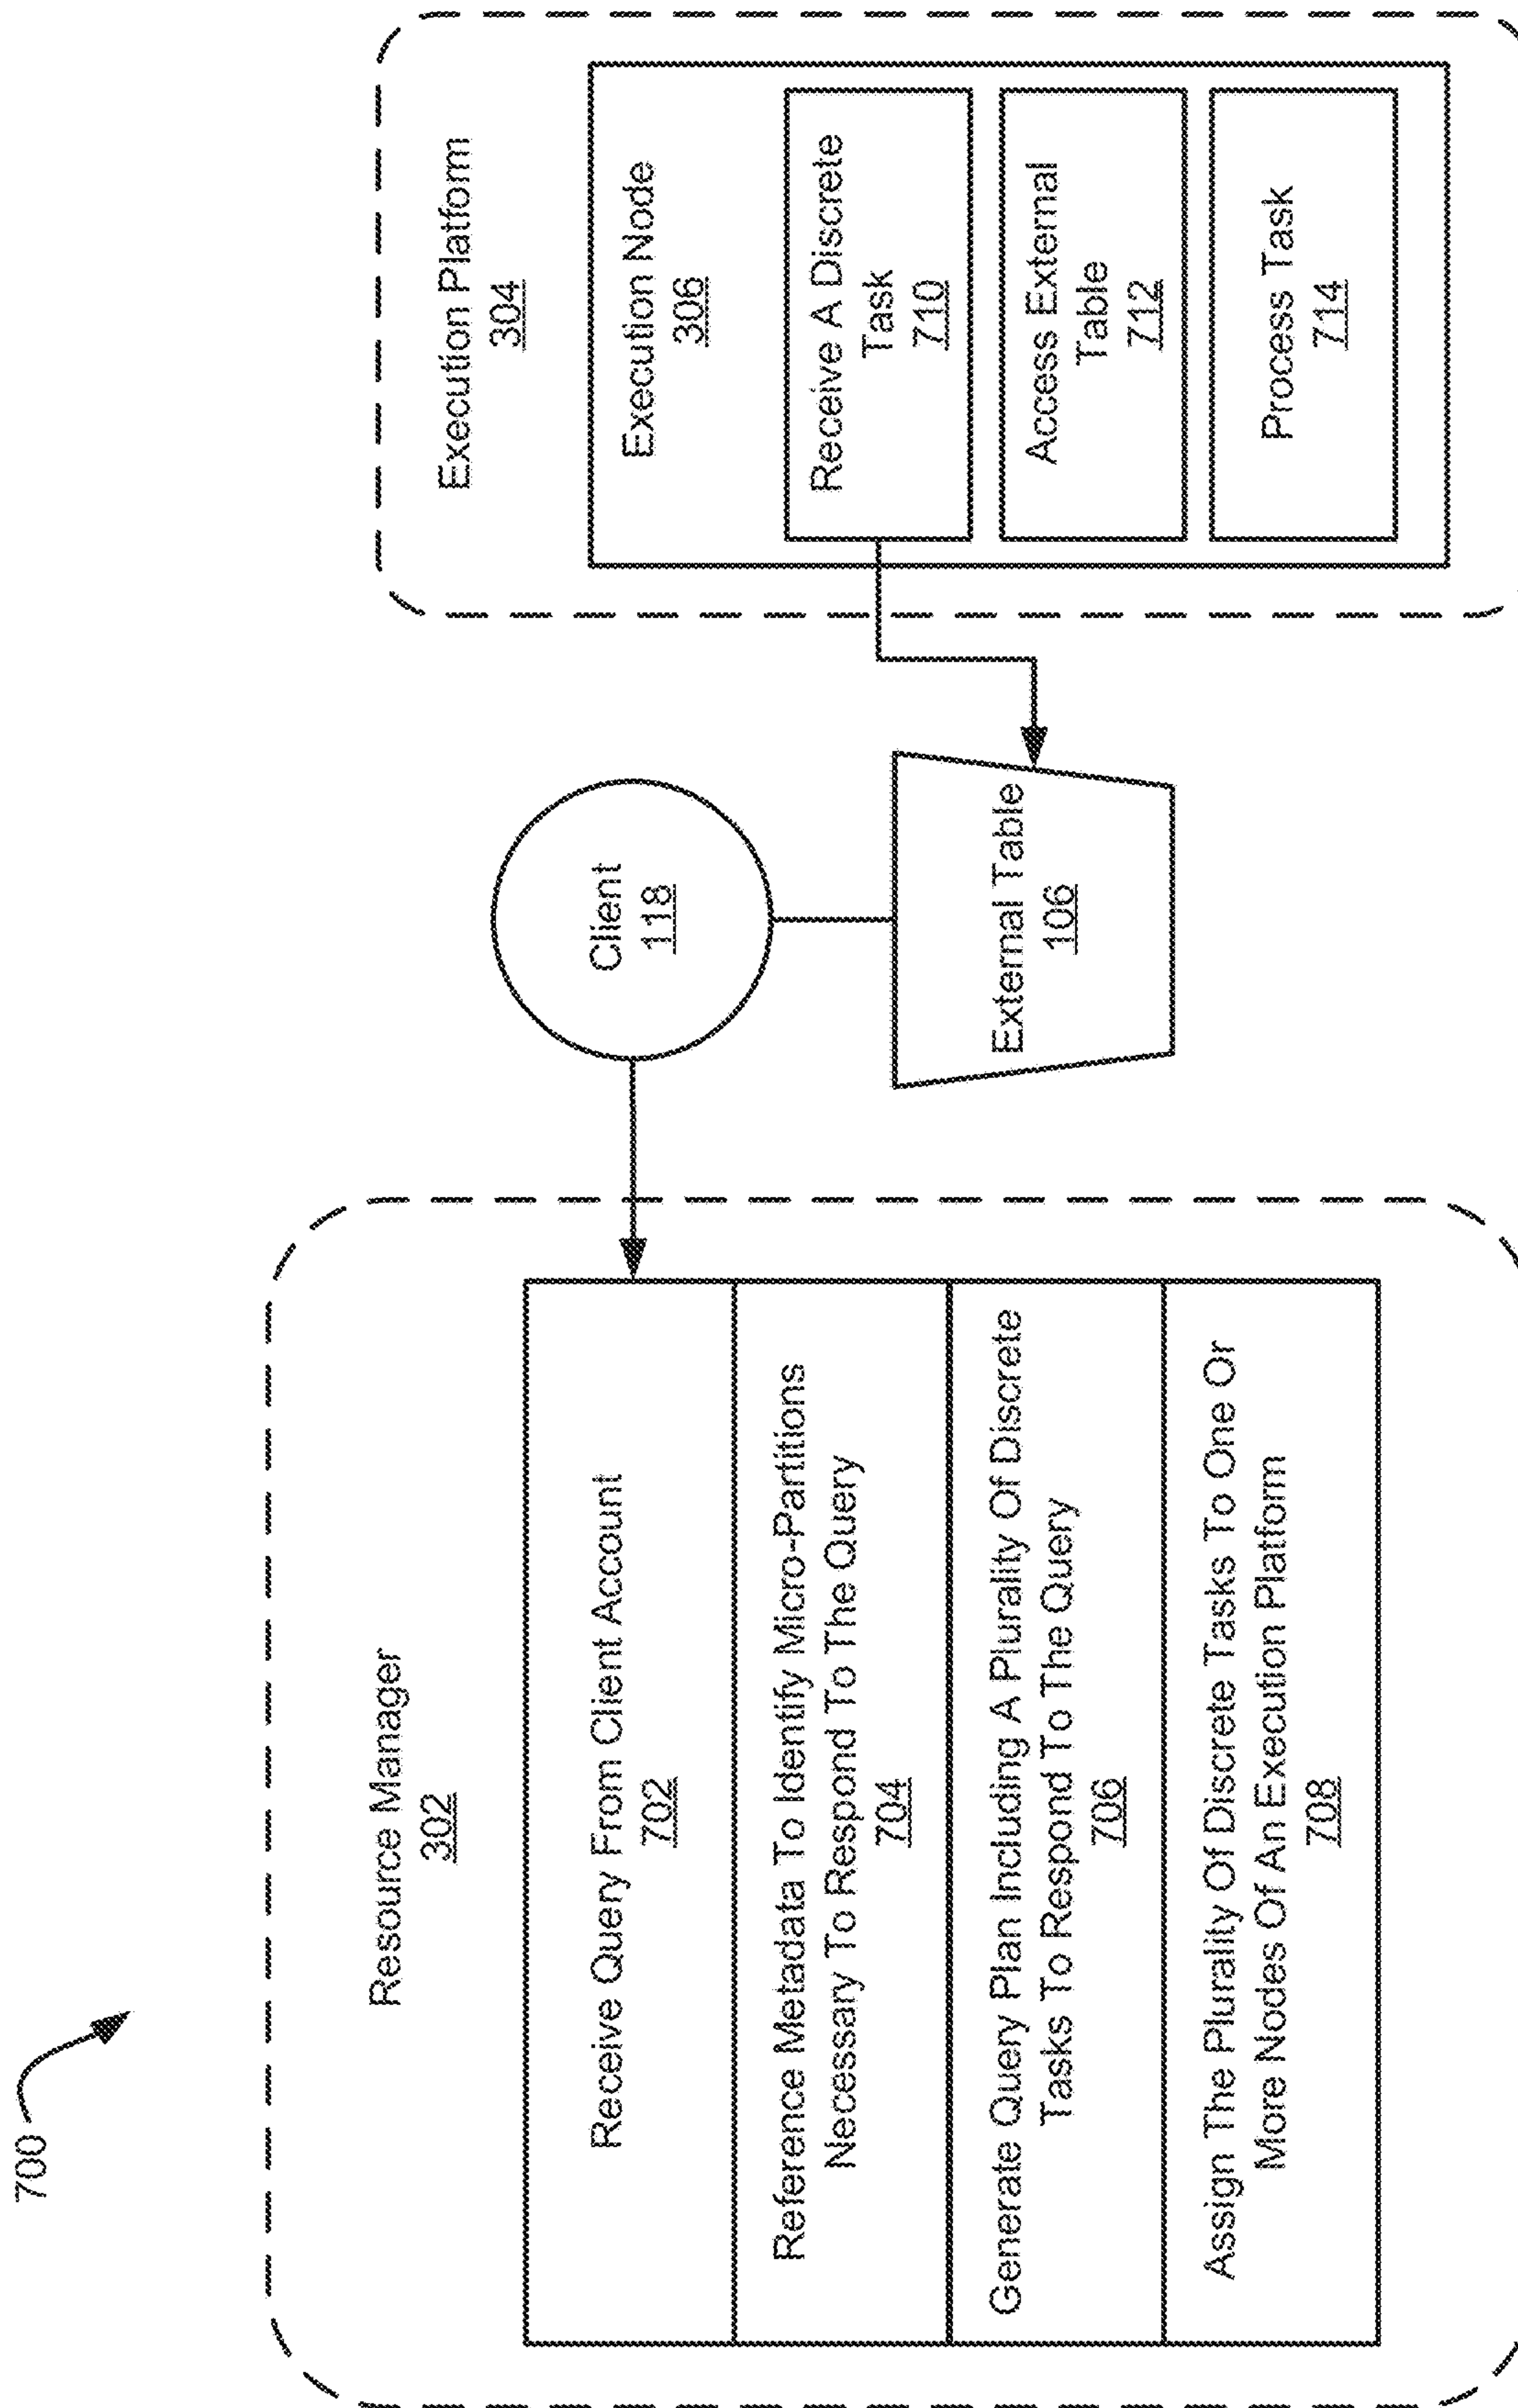 700
Resource Manager
302
Receive Query From Client Account
702
Reference Metadata To Identify Micro-Partitions
Necessary To Respond To The Query
704
Generate Query Plan Including A Plurality Of Discrete
Tasks To Respond To The Query
706
Assign The Plurality Of Discrete Tasks To One Or
More Nodes Of An Execution Platform
708
Client
118
External Table
106
Execution Platform
304
Execution Node
306
Receive A Discrete
Task
710
Access External
Table
712
Process Task
714